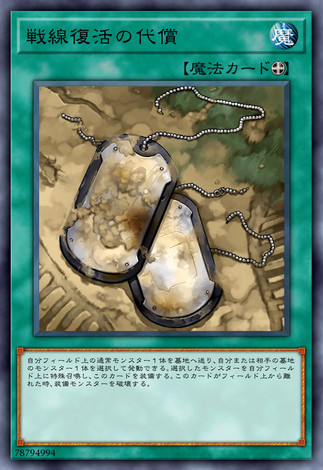 戦線復活の代償
魔
【魔法カード】
自分フィールド上の通常モンスター１体を墓地へ送り、自分または相手の墓地
のモンスター１体を選択して発動できる。選択したモンスターを自分フィールド
上に特殊召喚し、このカードを装備する。このカードがフィールド上から離
れた時、装備モンスターを破壊する。
78794994